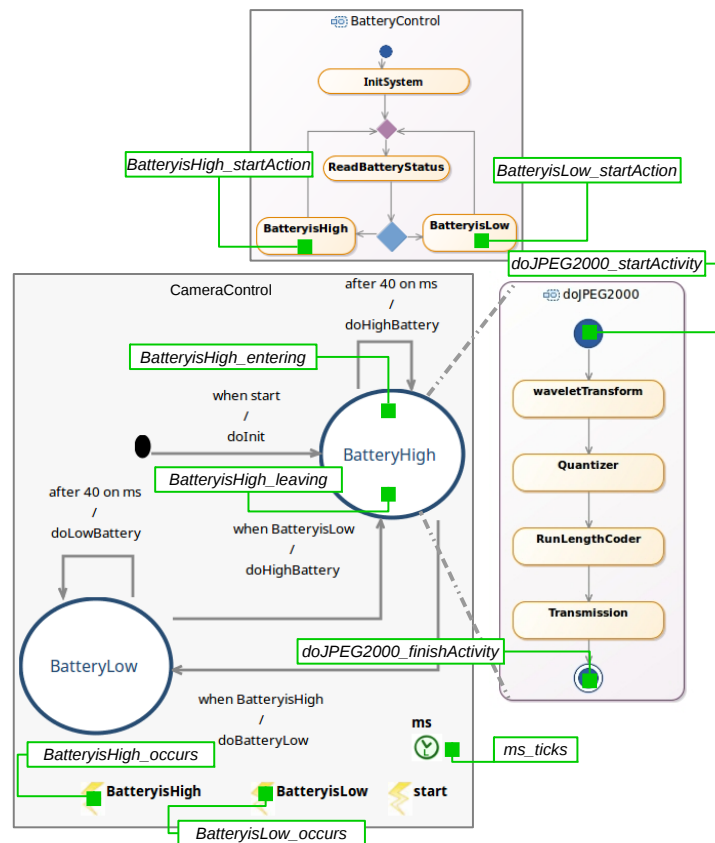 BatteryControl
InitSystem
ReadBatteryStatus
BatteryisHigh_startAction
BatteryisLow_startAction
BatteryisHigh
BatteryisLow
doJPEG2000_startActivity
CameraControl
after 40 on ms
/
doHighBattery
doJPEG2000
BatteryisHigh_entering
when start
/
doInit
waveletTransform
BatteryHigh
BatteryisHigh_leaving
Quantizer
after 40 on ms
/
doLowBattery
when BatteryisLow
/
doHighBattery
RunLengthCoder
Transmission
BatteryLow
doJPEG2000_finishActivity
when BatteryisHigh
/
doBatteryLow
ms
ms_ticks
BatteryisHigh_occurs
BatteryisHigh
BatteryisLow
start
BatteryisLow_occurs